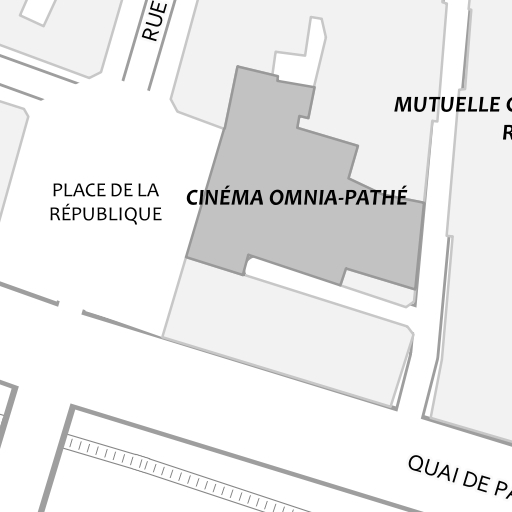 RUE
MUTUELLE
PLACE DE LA
RÉPUBLIQUE
CINÉMA OMNIA-PATHÉ
QUAI DE